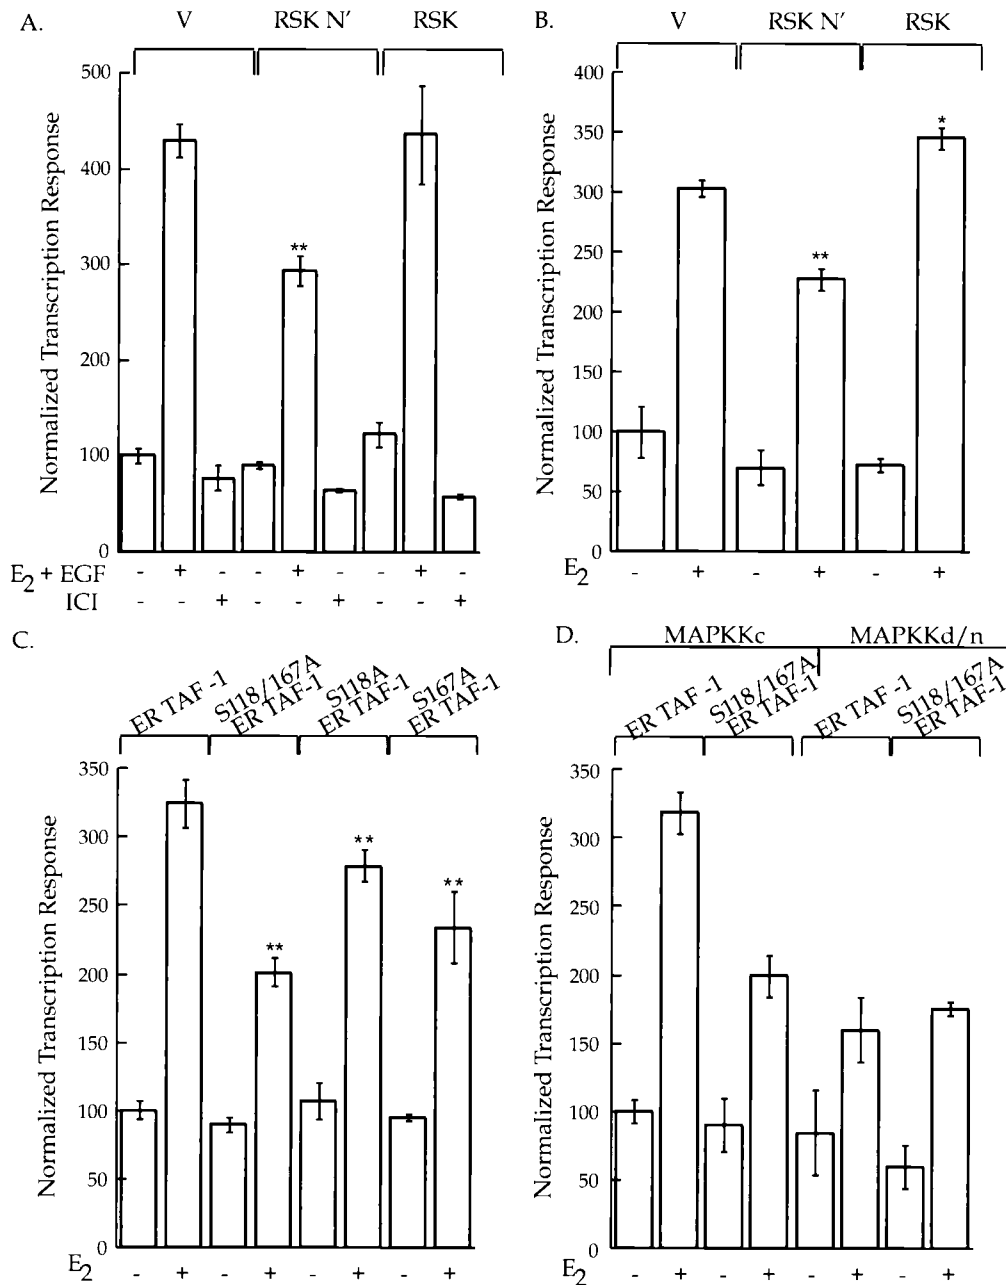 A.
V RSK N' RSK
Normalized Transcription Response
500
400
300
200
100
0
**
E2 + EGF - + - - + - - + -
ICI - - + - - + - - +
B.
V RSK N' RSK
Normalized Transcription Response
400
350
300
250
200
150
100
50
0
**
*
E2 - + - + - +
C.
ER TAF -1
S118/167A
ER TAF-1
S118A
ER TAF-1
S167A
ER TAF-1
Normalized Transcription Response
350
300
250
200
150
100
50
0
**
**
**
E2 - + - + - + - +
D.
MAPKKc MAPKKd/n
ER TAF -1
S118/167A
ER TAF-1
ER TAF -1
S118/167A
ER TAF-1
Normalized Transcription Response
350
300
250
200
150
100
50
0
E2 - + - + - + - +